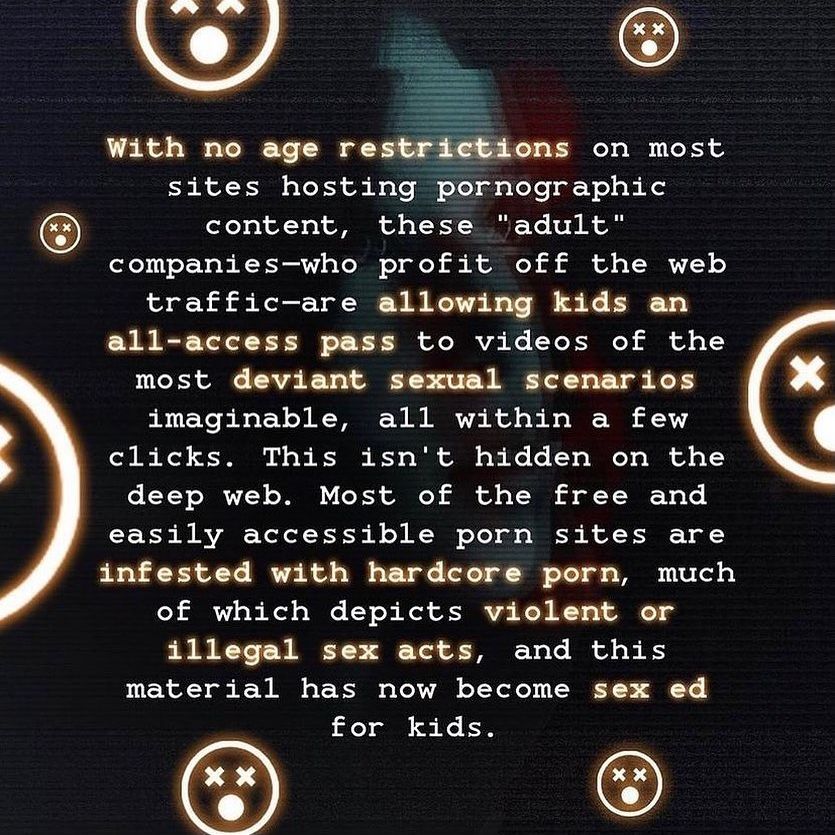 With no age restrictions on most
sites hosting pornographic
content, these "adult"
companies—who profit off the web
traffic—are allowing kids an
all-access pass to videos of the
most deviant sexual scenarios
imaginable, all within a few
clicks. This isn't hidden on the
deep web. Most of the free and
easily accessible porn sites are
infested with hardcore porn, much
of which depicts violent or
illegal sex acts, and this
material has now become sex ed
for kids.